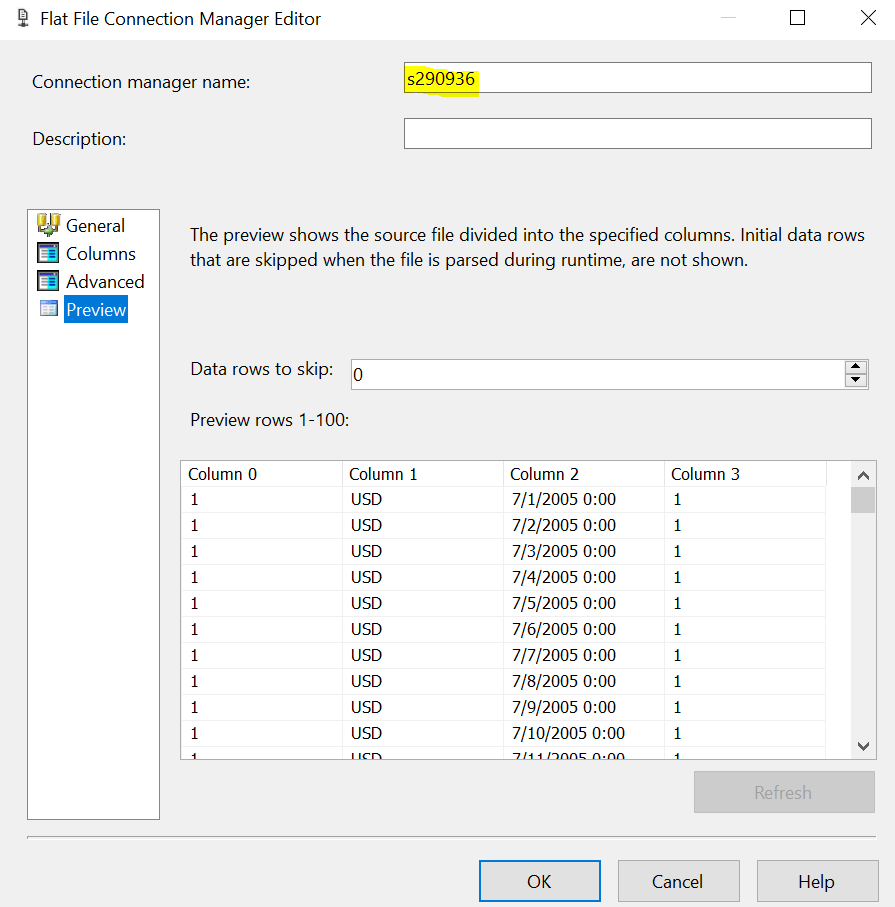 Flat File Connection Manager Editor
Connection manager name:
s290936
Description:
General
Columns
Advanced
Preview
The preview shows the source file divided into the specified columns. Initial data rows
that are skipped when the file is parsed during runtime, are not shown.
Data rows to skip:
0
Preview rows 1-100:
Column 0 Column 1 Column 2 Column 3
1 USD 7/1/2005 0:00 1
1 USD 7/2/2005 0:00 1
1 USD 7/3/2005 0:00 1
1 USD 7/4/2005 0:00 1
1 USD 7/5/2005 0:00 1
1 USD 7/6/2005 0:00 1
1 USD 7/7/2005 0:00 1
1 USD 7/8/2005 0:00 1
1 USD 7/9/2005 0:00 1
1 USD 7/10/2005 0:00 1
1 USD 7/11/2005 0:00 1
Refresh
OK Cancel Help